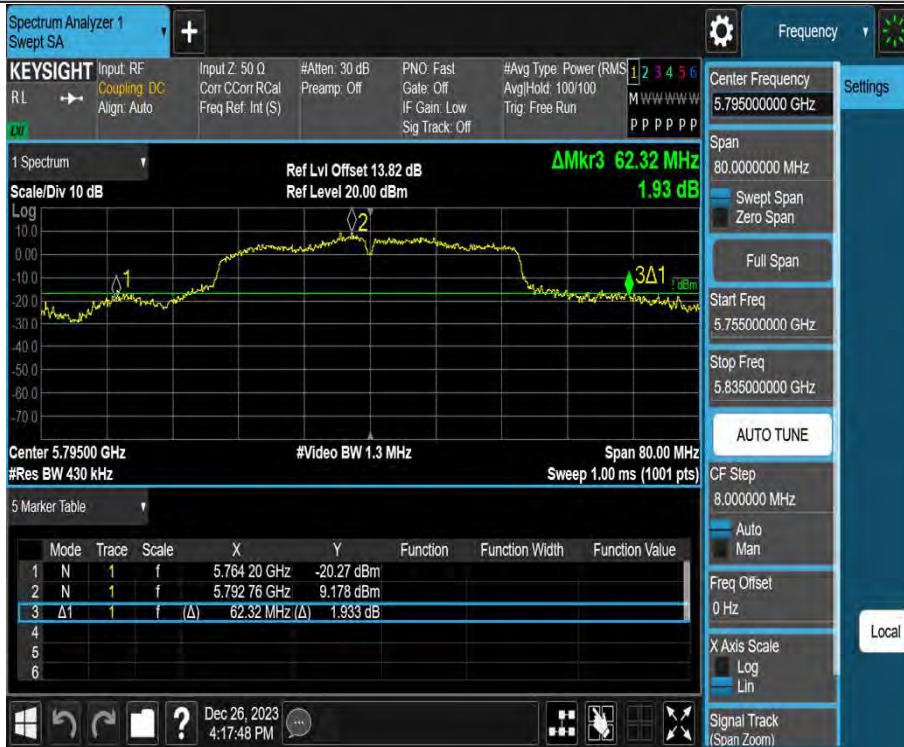 Spectrum Analyzer 1
Swept SA
+
Frequency
KEYSIGHT
RL
LXI
Input: RF
Coupling: DC
Align: Auto
Input Z: 50 Ω
Corr CCorr RCal
Freq Ref: Int (S)
#Atten: 30 dB
Preamp: Off
PNO: Fast
Gate: Off
IF Gain: Low
Sig Track: Off
#Avg Type: Power (RMS
Avg|Hold: 100/100
Trig: Free Run
1 2 3 4 5 6
M W W W W W
P P P P P P
1 Spectrum
Scale/Div 10 dB
Ref Lvl Offset 13.82 dB
Ref Level 20.00 dBm
ΔMkr3 62.32 MHz
1.93 dB
Log
10.0
0.00
-10.0
-20.0
-30.0
-40.0
-50.0
-60.0
-70.0
1
2
3Δ1
dBm
Center 5.79500 GHz
#Res BW 430 kHz
#Video BW 1.3 MHz
Span 80.00 MHz
Sweep 1.00 ms (1001 pts)
5 Marker Table
Mode Trace Scale X Y Function Function Width Function Value
1 N 1 f 5.764 20 GHz -20.27 dBm
2 N 1 f 5.792 76 GHz 9.178 dBm
3 Δ1 1 f (Δ) 62.32 MHz (Δ) 1.933 dB
4
5
6
?
Dec 26, 2023
4:17:48 PM
Center Frequency
5.795000000 GHz
Span
80.0000000 MHz
Swept Span
Zero Span
Full Span
Start Freq
5.755000000 GHz
Stop Freq
5.835000000 GHz
AUTO TUNE
CF Step
8.000000 MHz
Auto
Man
Freq Offset
0 Hz
X Axis Scale
Log
Lin
Signal Track
(Span Zoom)
Settings
Local